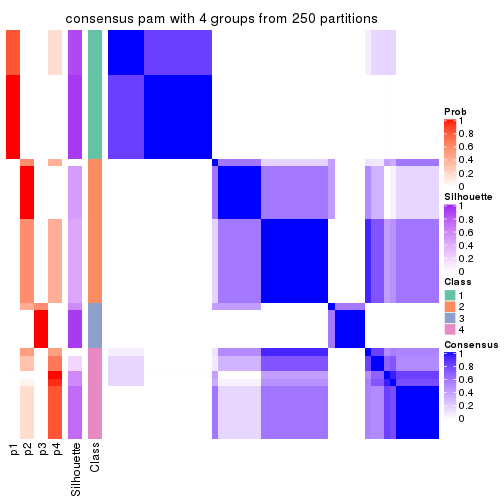 consensus pam with 4 groups from 250 partitions
Prob
1
0.8
0.6
0.4
0.2
0
Silhouette
1
0.8
0.6
0.4
0.2
0
Class
1
2
3
4
Consensus
1
0.8
0.6
0.4
0.2
0
p1
p2
p3
p4
Silhouette
Class